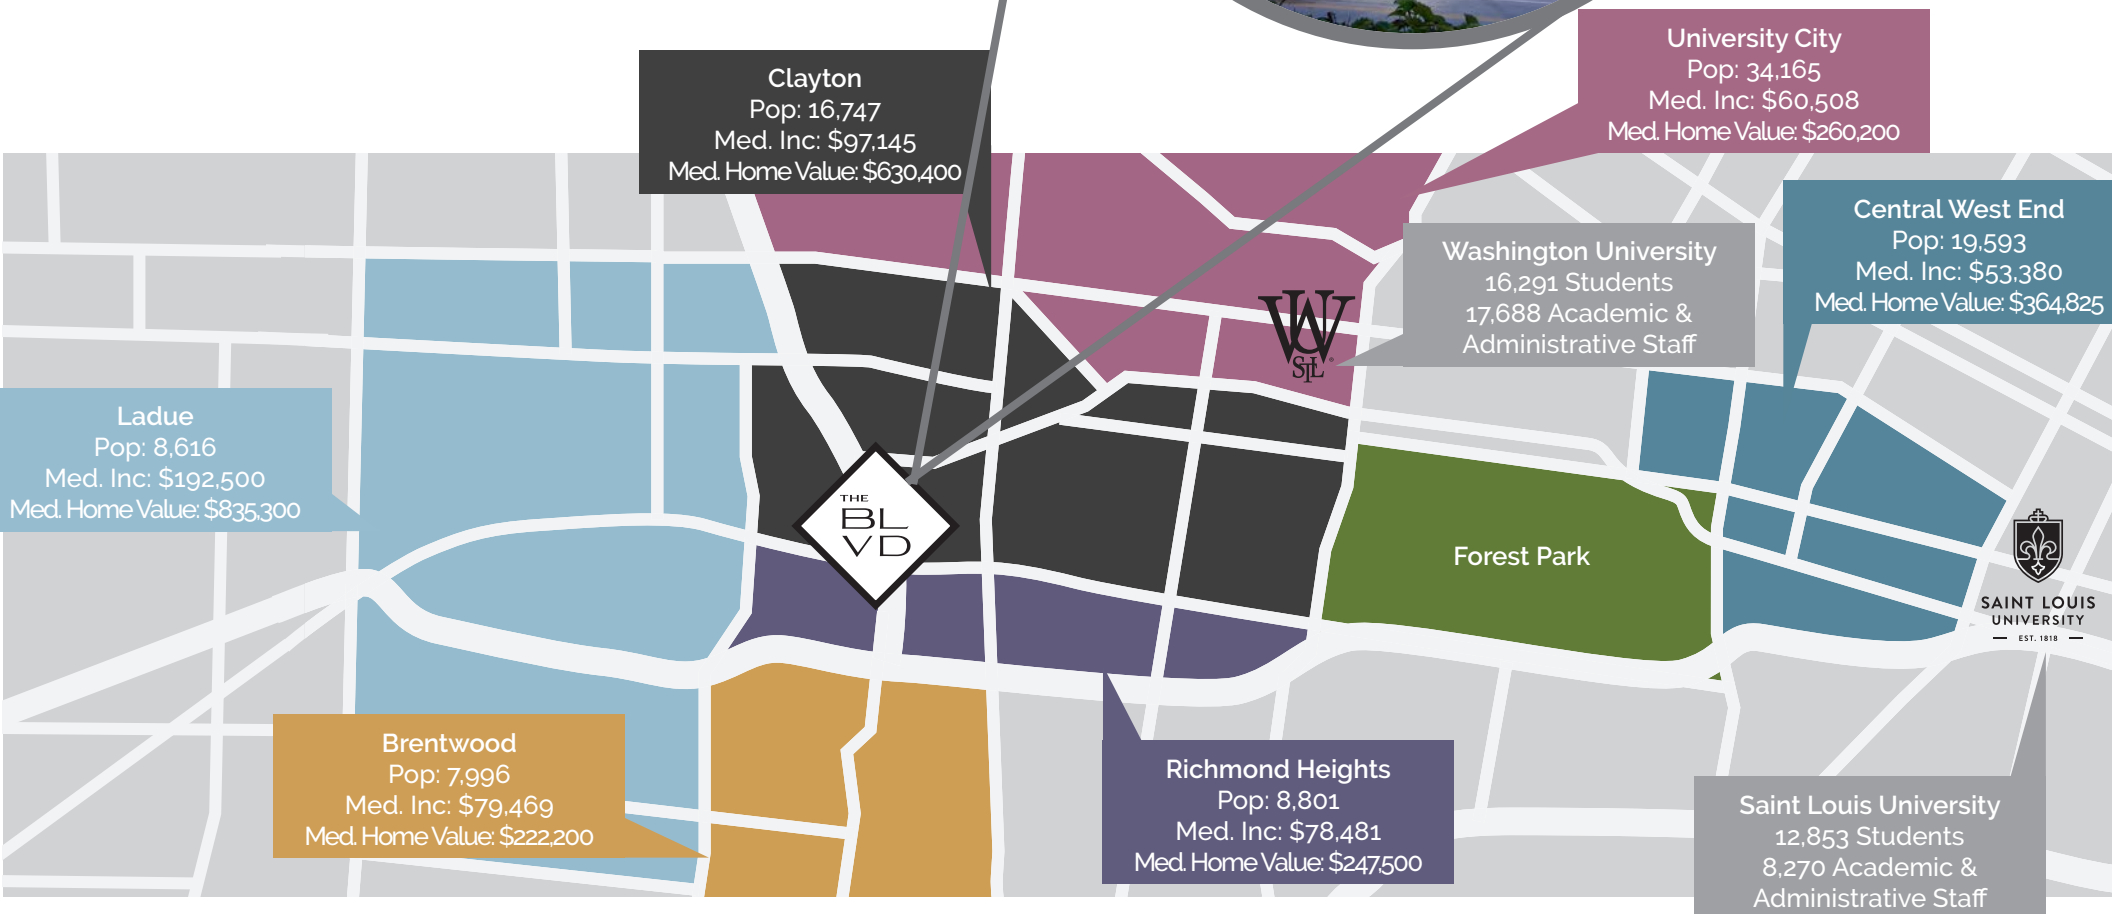 Clayton
Pop: 16,747
Med. Inc: $97,145
Med. Home Value: $630,400
University City
Pop: 34,165
Med. Inc: $60,508
Med. Home Value: $260,200
Central West End
Pop: 19,593
Med. Inc: $53,380
Med. Home Value: $364,825
Washington University
16,291 Students
17,688 Academic &
Administrative Staff
WU
STL
Ladue
Pop: 8,616
Med. Inc: $192,500
Med. Home Value: $835,300
THE
BL
VD
Forest Park
SAINT LOUIS
UNIVERSITY
EST. 1818
Brentwood
Pop: 7,996
Med. Inc: $79,469
Med. Home Value: $222,200
Richmond Heights
Pop: 8,801
Med. Inc: $78,481
Med. Home Value: $247,500
Saint Louis University
12,853 Students
8,270 Academic &
Administrative Staff